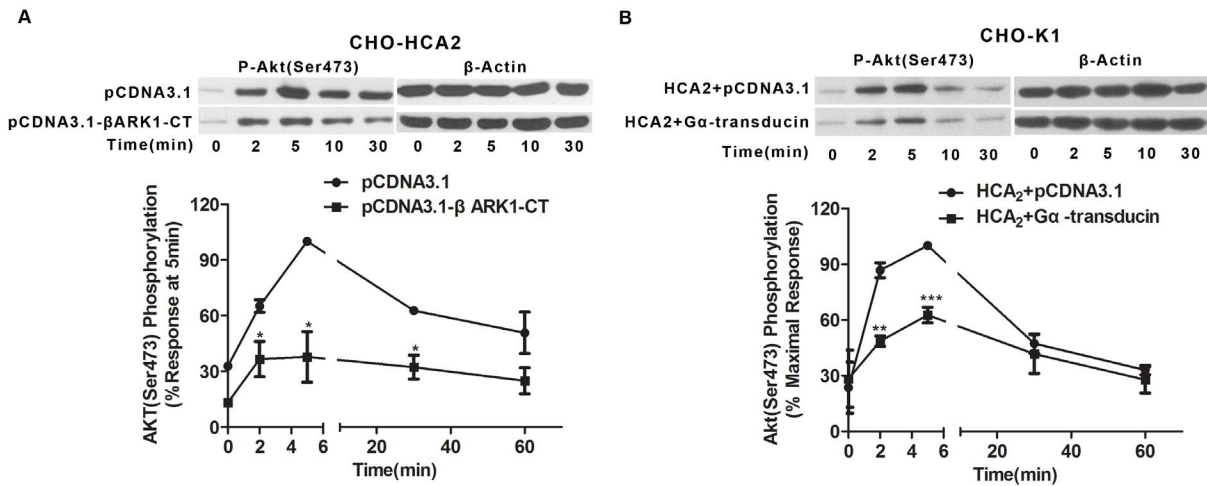 A
CHO-HCA2
P-Akt(Ser473) β-Actin
pCDNA3.1
pCDNA3.1-βARK1-CT
Time(min) 0 2 5 10 30 0 2 5 10 30
pCDNA3.1
pCDNA3.1-β ARK1-CT
AKT(Ser473) Phosphorylation
(%Response at 5min)
120
90
60
30
0
* * *
0 2 4 6 20 40 60
Time(min)
B
CHO-K1
P-Akt(Ser473) β-Actin
HCA2+pCDNA3.1
HCA2+Gα-transducin
Time(min) 0 2 5 10 30 0 2 5 10 30
HCA₂+pCDNA3.1
HCA₂+Gα -transducin
Akt(Ser473) Phosphorylation
(% Maximal Response)
120
90
60
30
0
** ***
0 2 4 6 20 40 60
Time(min)